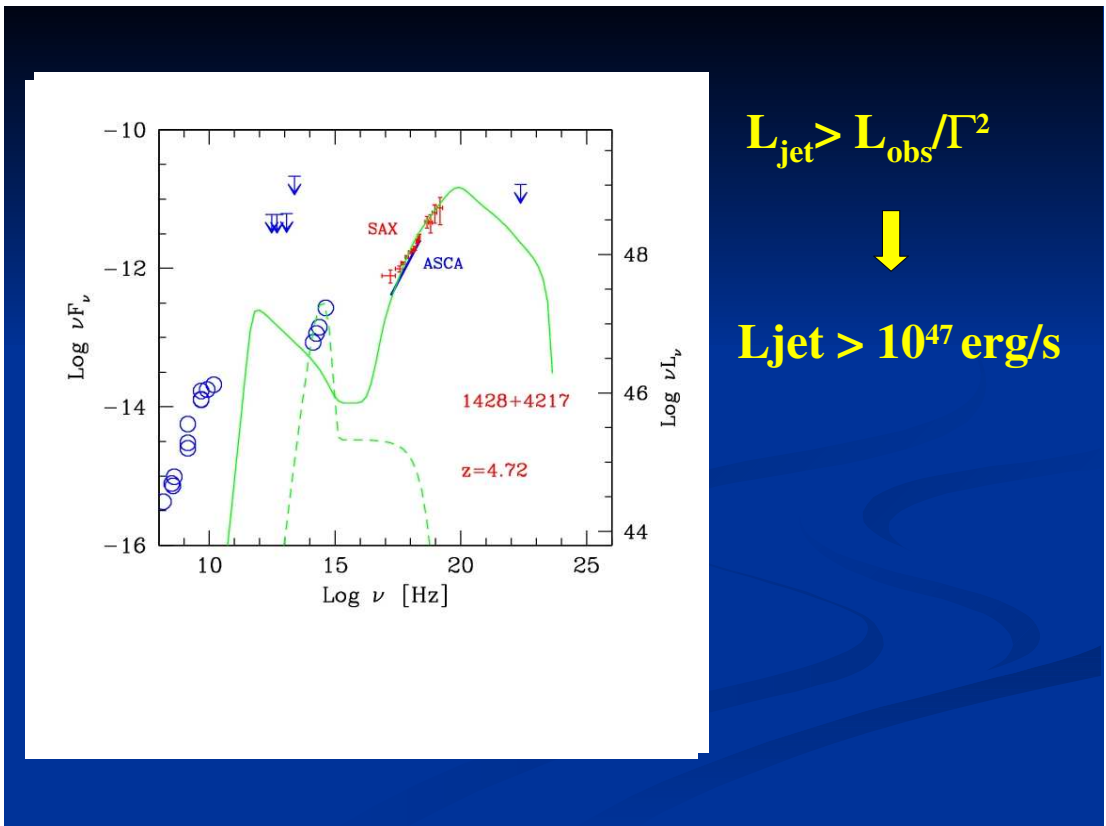 −10
−12
−14
−16
Log νF_ν
SAX
ASCA
1428+4217
z=4.72
48
46
44
Log νL_ν
10 15 20 25
Log ν [Hz]
L_jet> L_obs/Γ²
Ljet > 10⁴⁷ erg/s